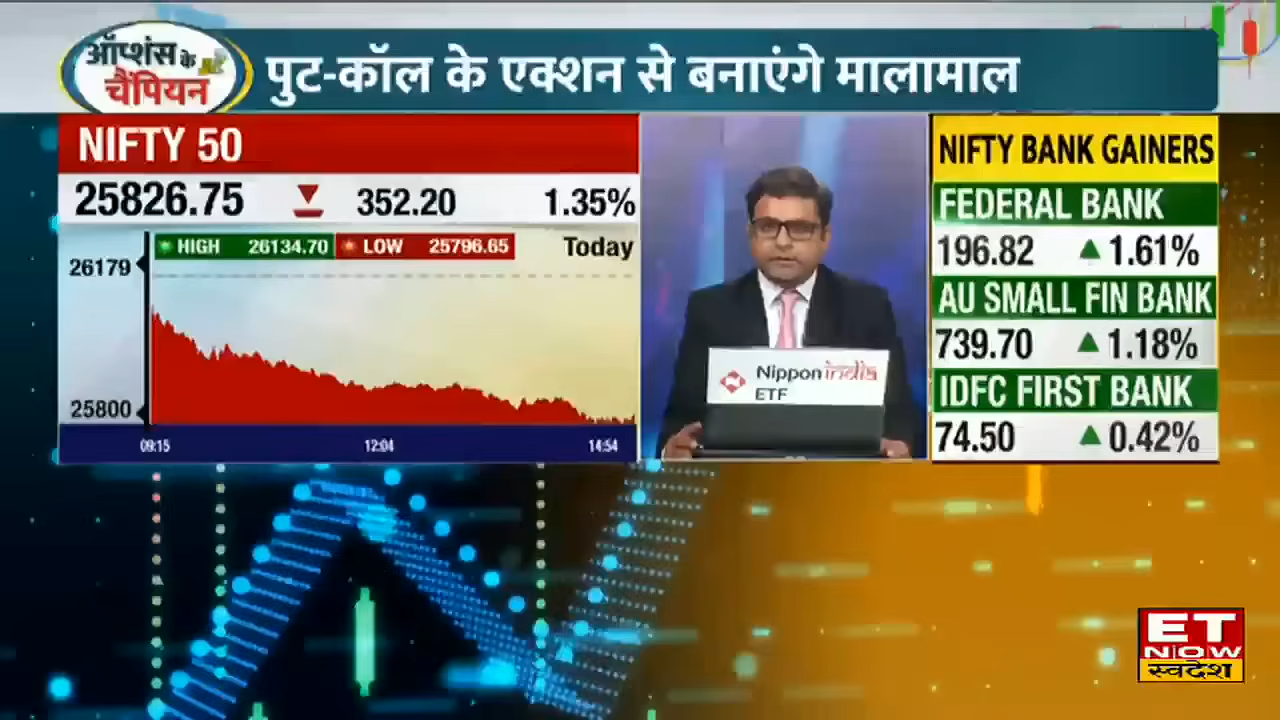 ऑप्शंस के
चैंपियन
पुट-कॉल के एक्शन से बनाएंगे मालामाल
NIFTY 50
25826.75 352.20 1.35%
HIGH 26134.70 LOW 25796.65 Today
26179
25800
09:15 12:04 14:54
Nippon india
ETF
NIFTY BANK GAINERS
FEDERAL BANK
196.82 1.61%
AU SMALL FIN BANK
739.70 1.18%
IDFC FIRST BANK
74.50 0.42%
ET
NOW
स्वदेश